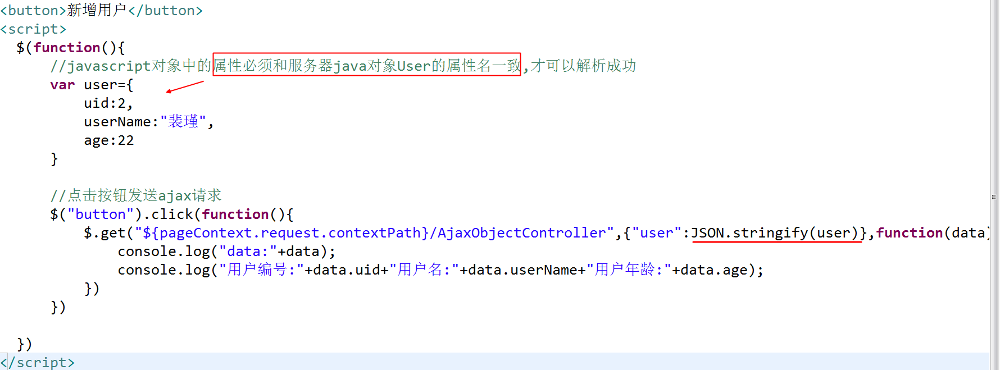 <button>新增用户</button>
<script>
$(function(){
//javascript对象中的属性必须和服务器java对象User的属性名一致,才可以解析成功
var user={
uid:2,
userName:"裴瑾",
age:22
}
//点击按钮发送ajax请求
$("button").click(function(){
$.get("${pageContext.request.contextPath}/AjaxObjectController",{"user":JSON.stringify(user)},function(data)
console.log("data:"+data);
console.log("用户编号:"+data.uid+"用户名:"+data.userName+"用户年龄:"+data.age);
})
})
})
</script>